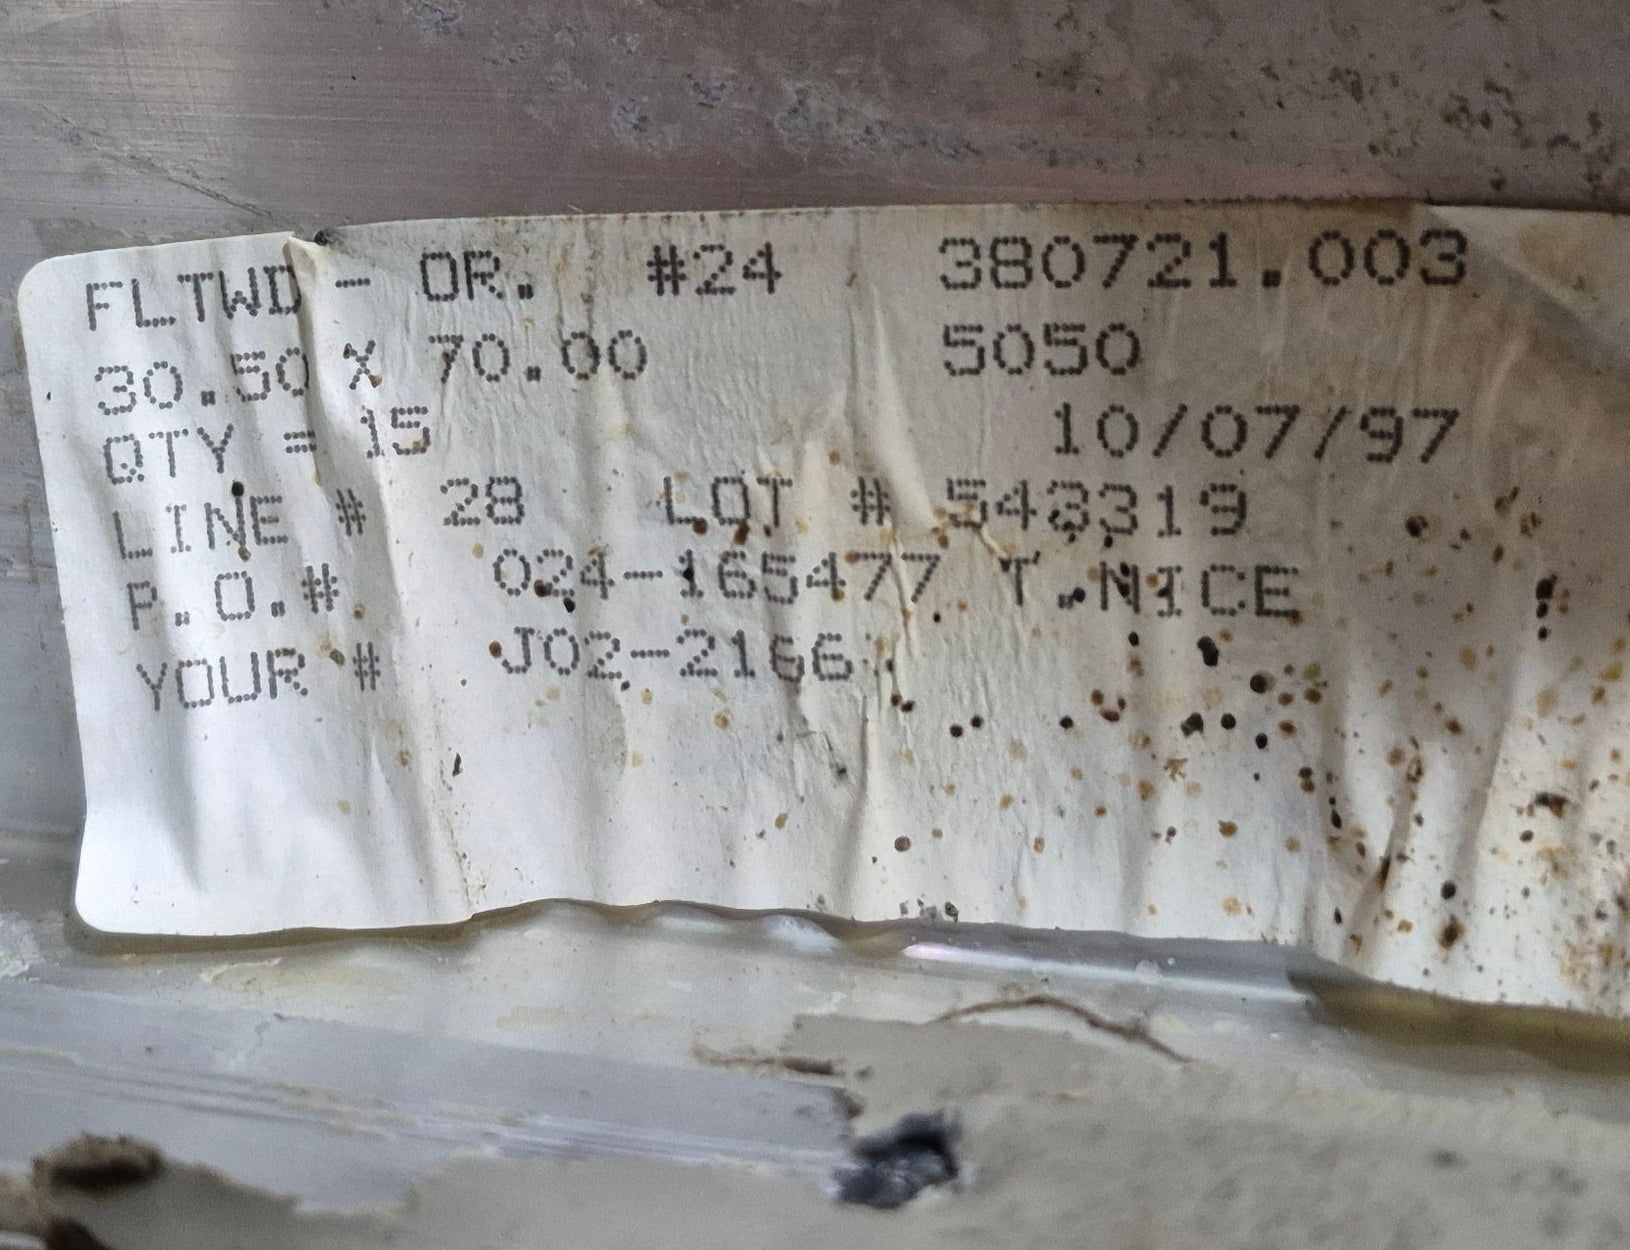 FLTWD - OR. #24 380721.003
30.50 X 70.00 5050
QTY = 15 10/07/97
LINE # 28 LOT # 543319
P.O.# 024-165477 T.NICE
YOUR # J02-2166